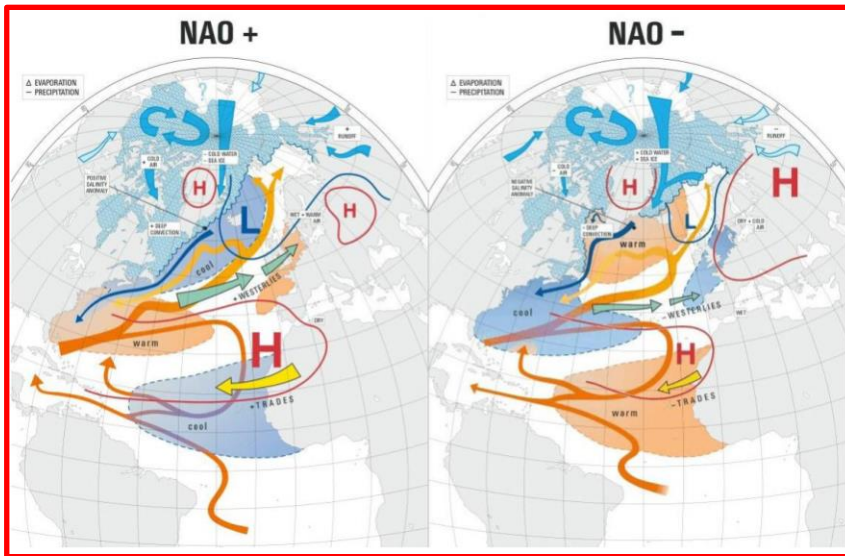 NAO +
△ EVAPORATION
– PRECIPITATION
?
+ COLD
AIR
– COLD WATER
– SEA ICE
+
RUNOFF
H
POSITIVE
SALINITY
ANOMALY
+ DEEP
CONVECTION
L
WET + WARM
AIR
H
cool
+ WESTERLIES
DRY
warm
H
+ TRADES
cool
NAO –
△ EVAPORATION
– PRECIPITATION
?
– COLD
AIR
+ COLD WATER
+ SEA ICE
–
RUNOFF
H
H
NEGATIVE
SALINITY
ANOMALY
– DEEP
CONVECTION
L
DRY + COLD
AIR
warm
cool
– WESTERLIES
WET
H
– TRADES
warm